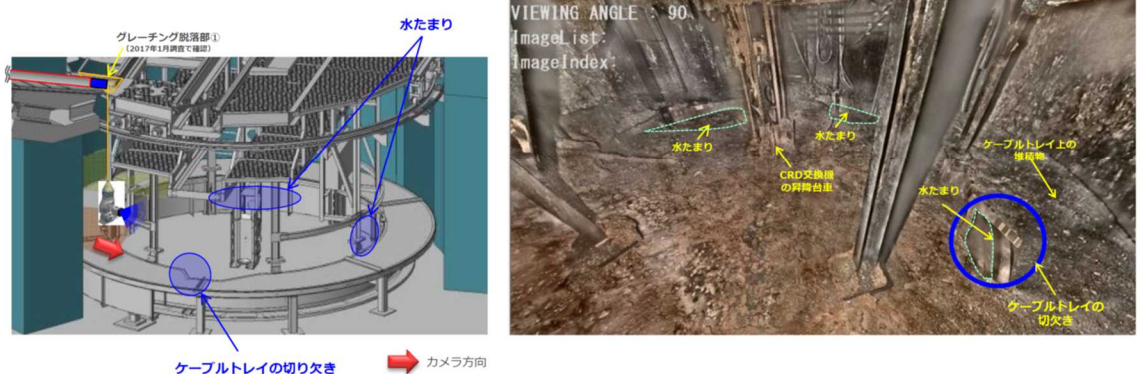 グレーチング脱落部①
(2017年1月調査で確認)
水たまり
ケーブルトレイの切り欠き
カメラ方向
VIEWING ANGLE : 90
ImageList:
ImageIndex:
水たまり
水たまり
CRD交換機
の昇降台車
ケーブルトレイ上の
堆積物
水たまり
ケーブルトレイの
切欠き